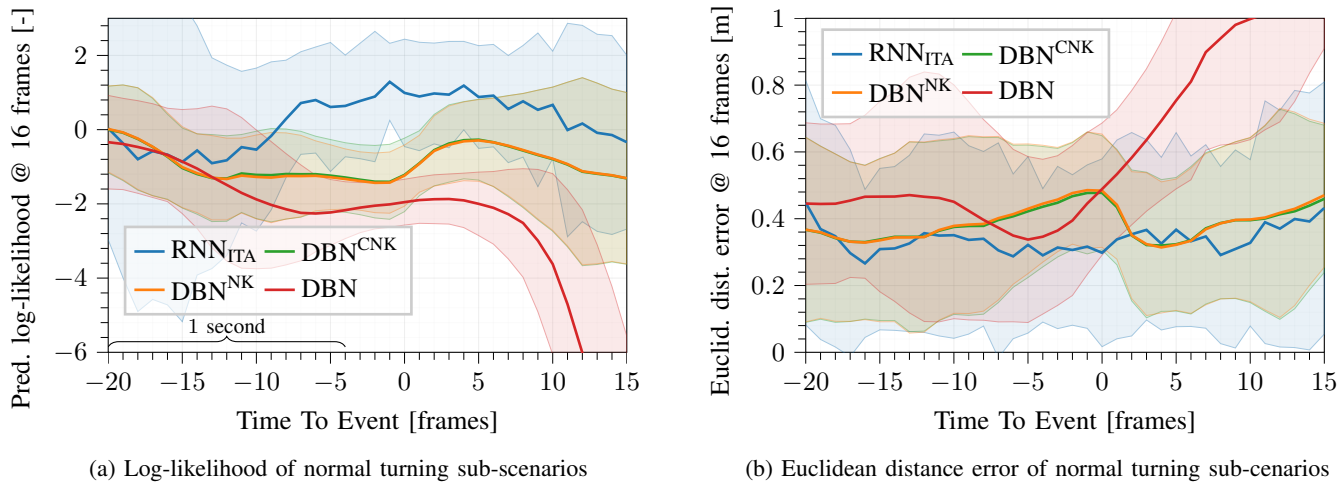 Pred. log-likelihood @ 16 frames [-]
2
0
−2
−4
−6
RNN_ITA DBN^CNK
DBN^NK DBN
1 second
−20 −15 −10 −5 0 5 10 15
Time To Event [frames]
(a) Log-likelihood of normal turning sub-scenarios
Euclid. dist. error @ 16 frames [m]
1
0.8
0.6
0.4
0.2
0
RNN_ITA DBN^CNK
DBN^NK DBN
−20 −15 −10 −5 0 5 10 15
Time To Event [frames]
(b) Euclidean distance error of normal turning sub-cenarios